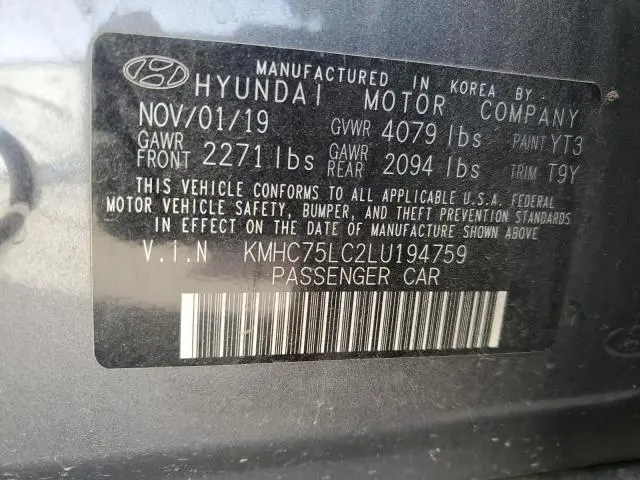 MANUFACTURED IN KOREA BY
HYUNDAI MOTOR COMPANY
NOV/01/19 GVWR 4079 lbs PAINT YT3
GAWR FRONT 2271 lbs GAWR REAR 2094 lbs TRIM T9Y
THIS VEHICLE CONFORMS TO ALL APPLICABLE U.S.A. FEDERAL
MOTOR VEHICLE SAFETY, BUMPER, AND THEFT PREVENTION STANDARDS
IN EFFECT ON THE DATE OF MANUFACTURE SHOWN ABOVE.
V.i.N KMHC75LC2LU194759
PASSENGER CAR